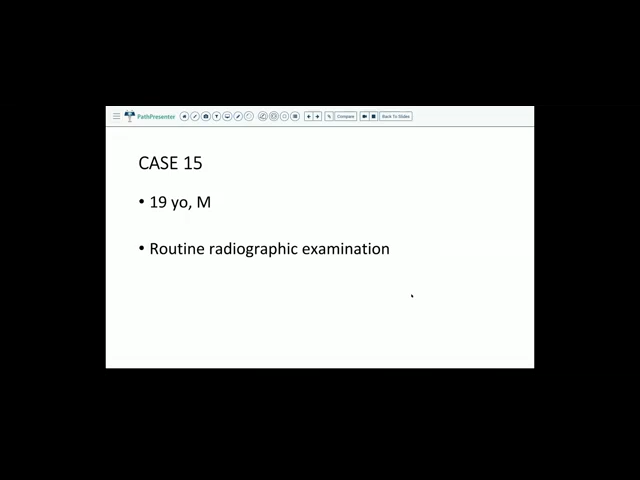 PathPresenter
Compare
Back To Slides
CASE 15
• 19 yo, M
• Routine radiographic examination